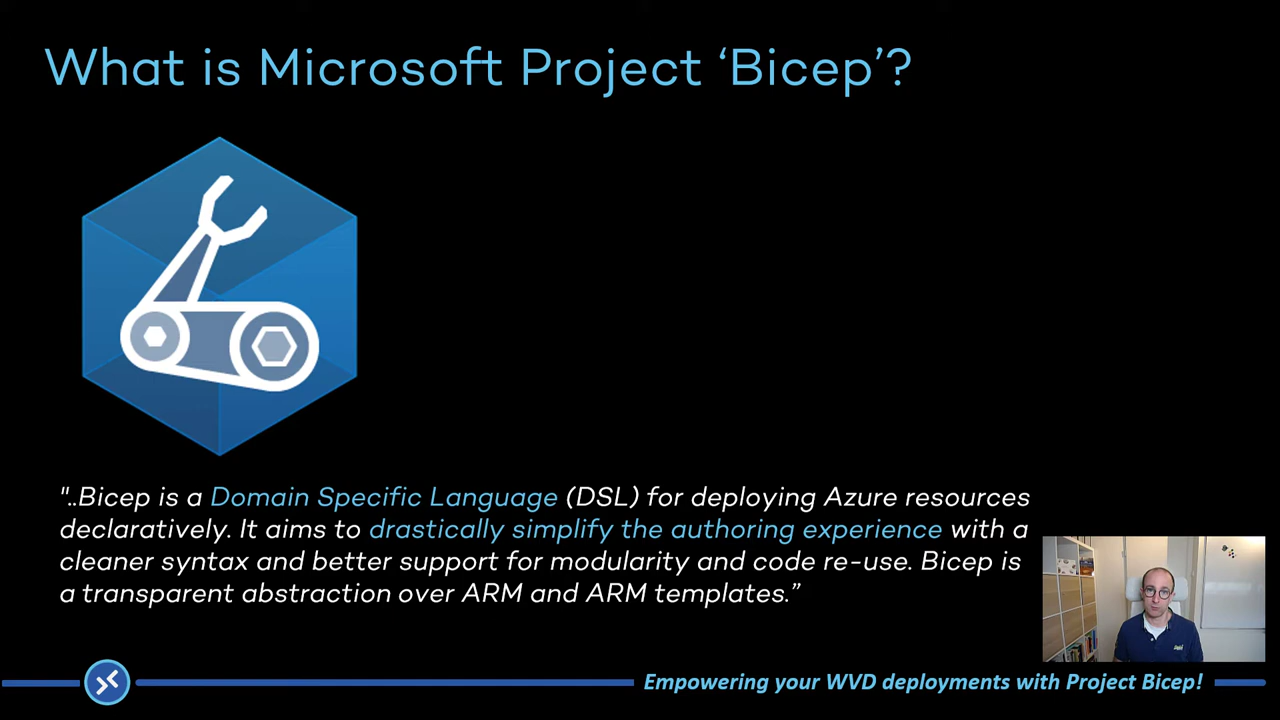 What is Microsoft Project ‘Bicep’?
"..Bicep is a Domain Specific Language (DSL) for deploying Azure resources
declaratively. It aims to drastically simplify the authoring experience with a
cleaner syntax and better support for modularity and code re-use. Bicep is
a transparent abstraction over ARM and ARM templates.”
Empowering your WVD deployments with Project Bicep!